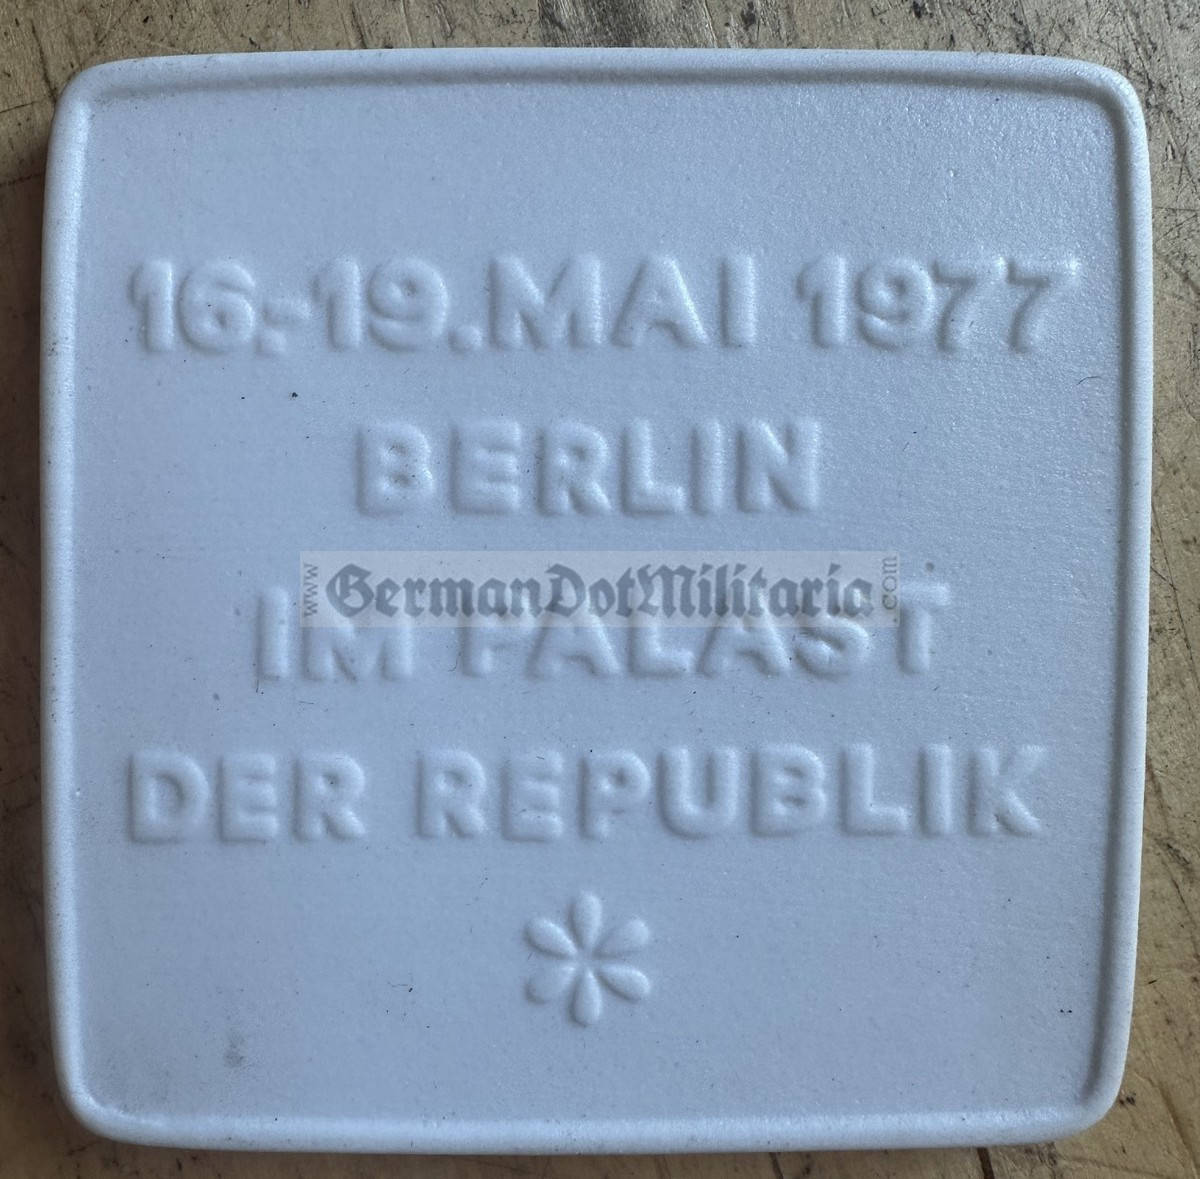 16.-19. MAI 1977
BERLIN
www.GermanDotMilitaria.com
IM PALAST
DER REPUBLIK